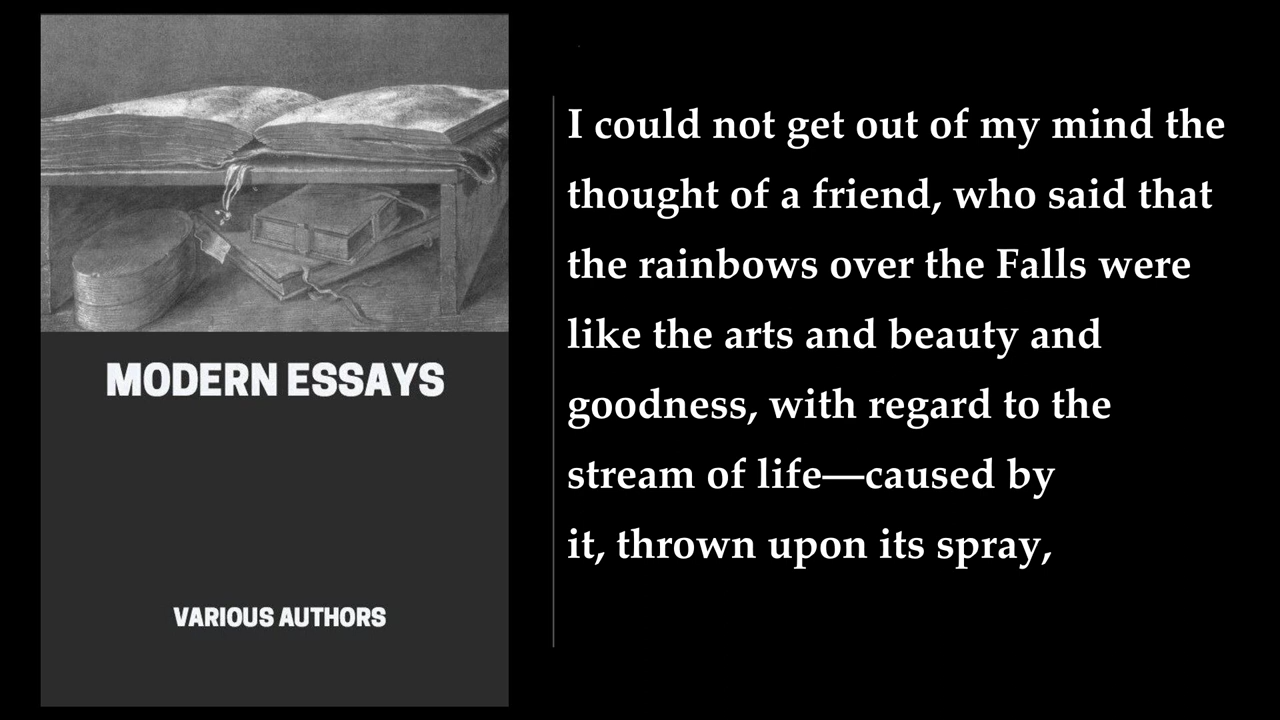 MODERN ESSAYS
VARIOUS AUTHORS
I could not get out of my mind the
thought of a friend, who said that
the rainbows over the Falls were
like the arts and beauty and
goodness, with regard to the
stream of life—caused by
it, thrown upon its spray,